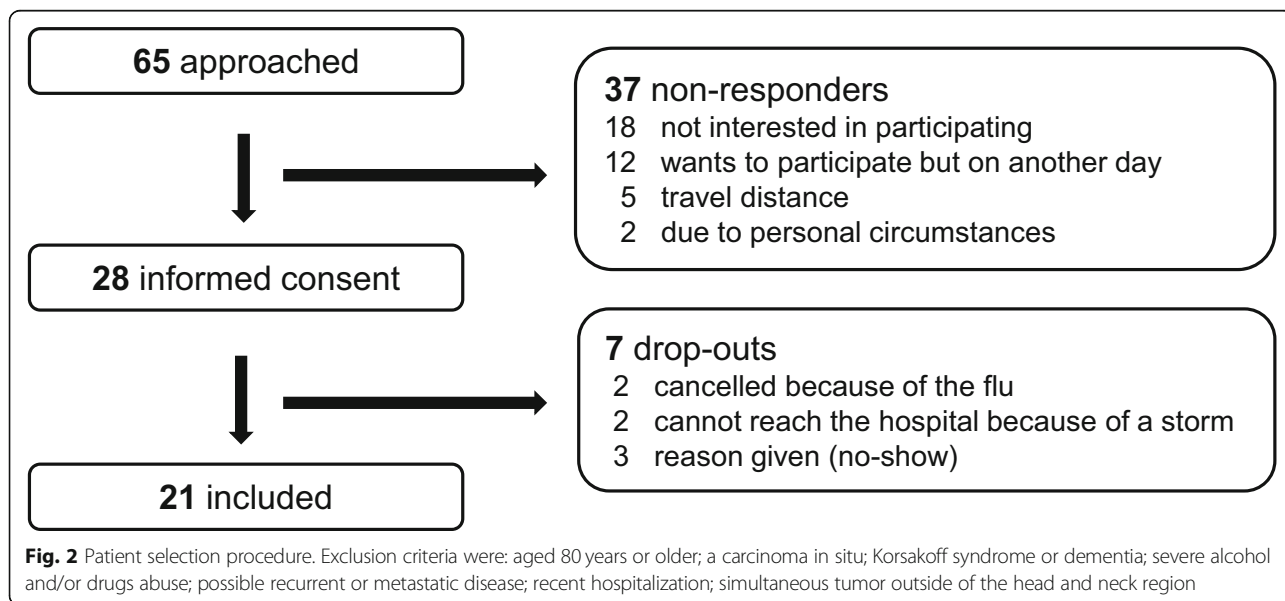 65 approached
37 non-responders
18 not interested in participating
12 wants to participate but on another day
5 travel distance
2 due to personal circumstances
28 informed consent
7 drop-outs
2 cancelled because of the flu
2 cannot reach the hospital because of a storm
3 reason given (no-show)
21 included
Fig. 2 Patient selection procedure. Exclusion criteria were: aged 80 years or older; a carcinoma in situ; Korsakoff syndrome or dementia; severe alcohol
and/or drugs abuse; possible recurrent or metastatic disease; recent hospitalization; simultaneous tumor outside of the head and neck region